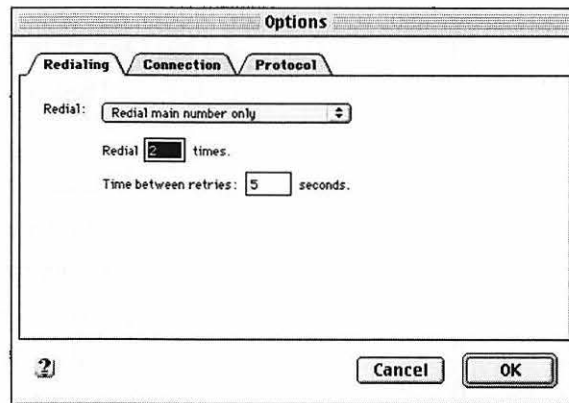 Options
Redialing Connection Protocol
Redial: Redial main number only
Redial 2 times.
Time between retries: 5 seconds.
?
Cancel OK